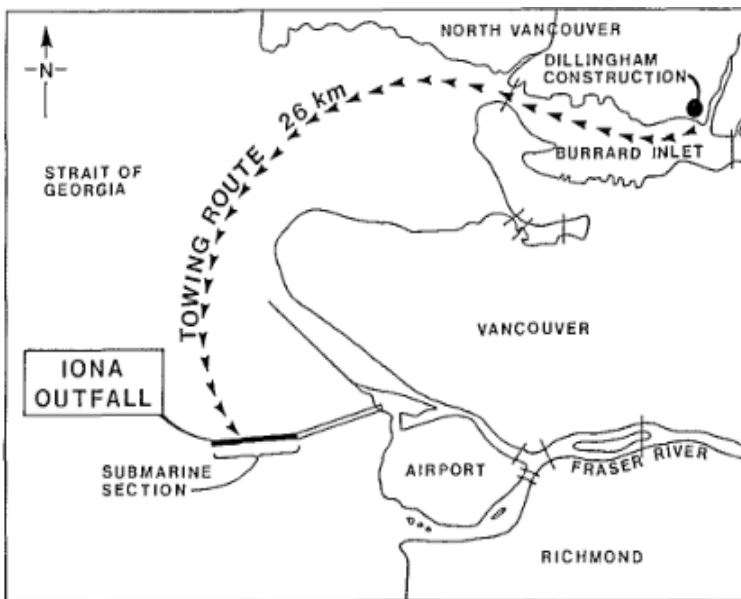 NORTH VANCOUVER
DILLINGHAM
CONSTRUCTION
-N-
TOWING ROUTE 26 km
BURRARD INLET
STRAIT OF
GEORGIA
VANCOUVER
IONA
OUTFALL
SUBMARINE
SECTION
AIRPORT
FRASER RIVER
RICHMOND